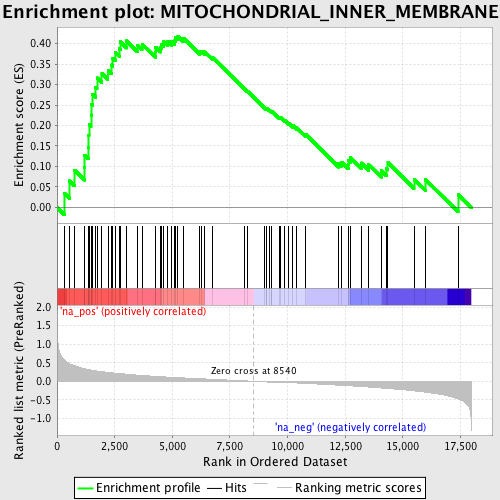 Enrichment plot: MITOCHONDRIAL_INNER_MEMBRANE
Enrichment score (ES)
0.40
0.35
0.30
0.25
0.20
0.15
0.10
0.05
0.00
'na_pos' (positively correlated)
Ranked list metric (PreRanked)
2.0
1.5
1.0
0.5
0.0
-0.5
-1.0
Zero cross at 8540
'na_neg' (negatively correlated)
0
2,500
5,000
7,500
10,000
12,500
15,000
17,500
Rank in Ordered Dataset
Enrichment profile
Hits
Ranking metric scores